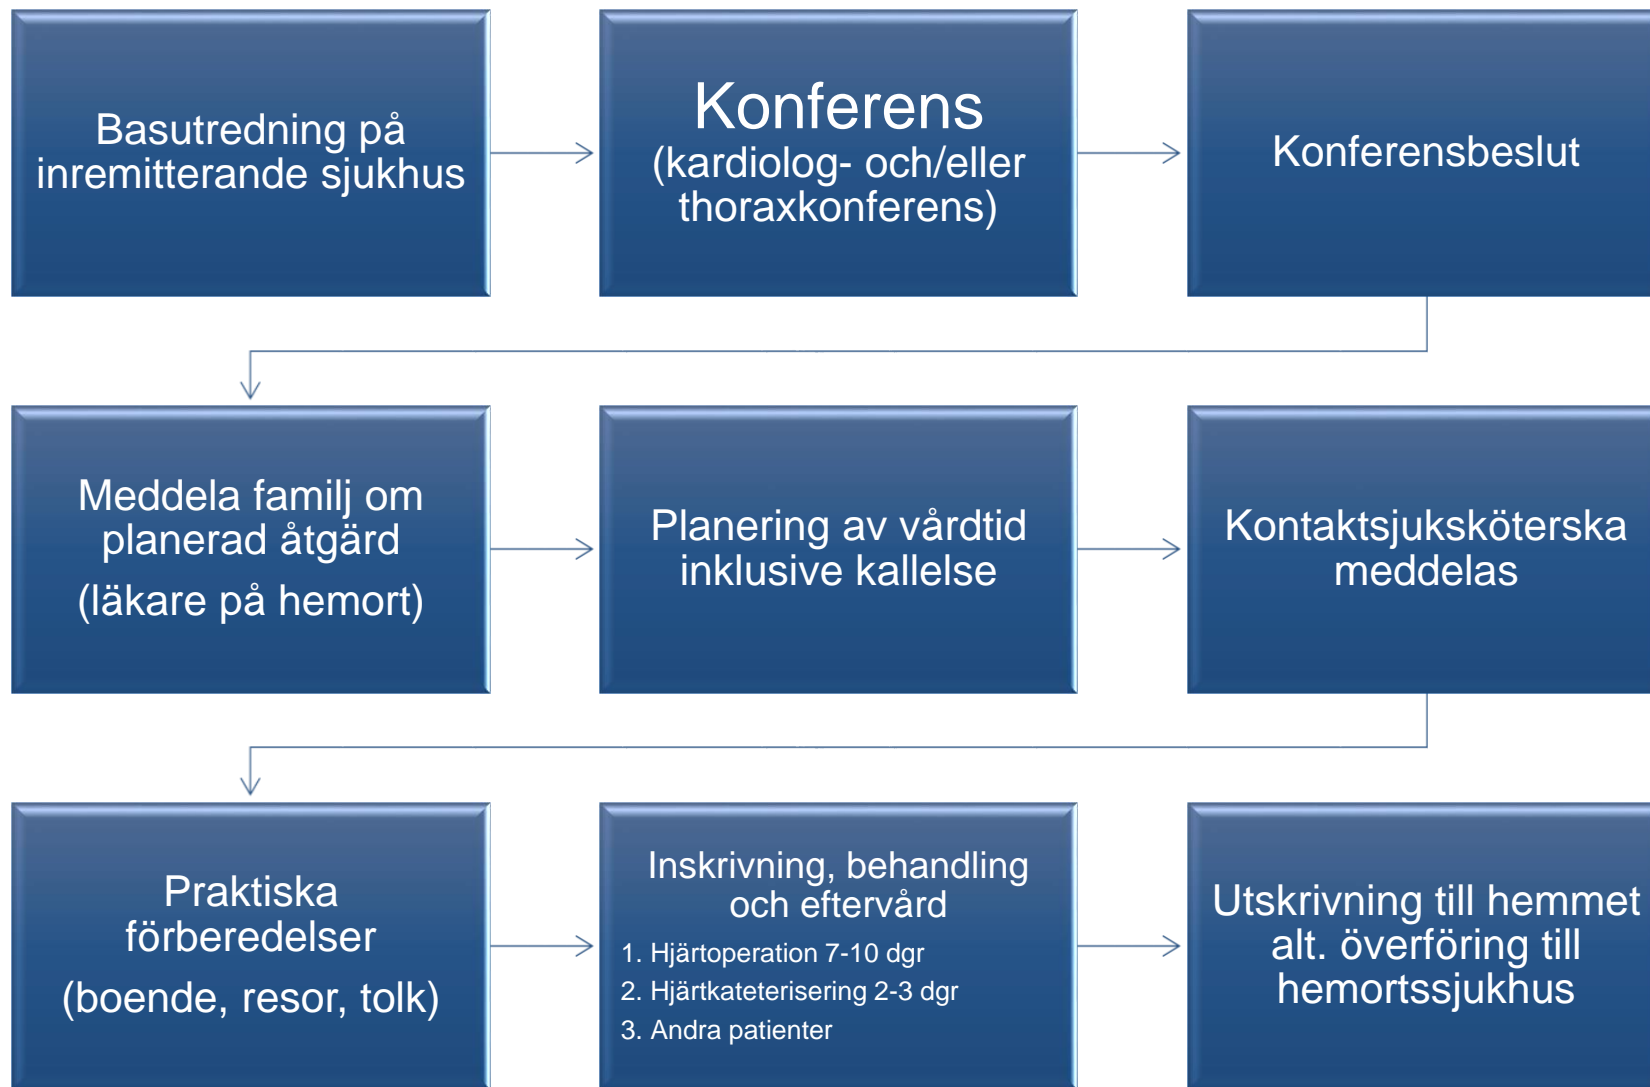 Basutredning på
inremitterande sjukhus
Konferens
(kardiolog- och/eller
thoraxkonferens)
Konferensbeslut
Meddela familj om
planerad åtgärd
(läkare på hemort)
Planering av vårdtid
inklusive kallelse
Kontaktsjuksköterska
meddelas
Praktiska
förberedelser
(boende, resor, tolk)
Inskrivning, behandling
och eftervård
1. Hjärtoperation 7-10 dgr
2. Hjärtkateterisering 2-3 dgr
3. Andra patienter
Utskrivning till hemmet
alt. överföring till
hemortssjukhus